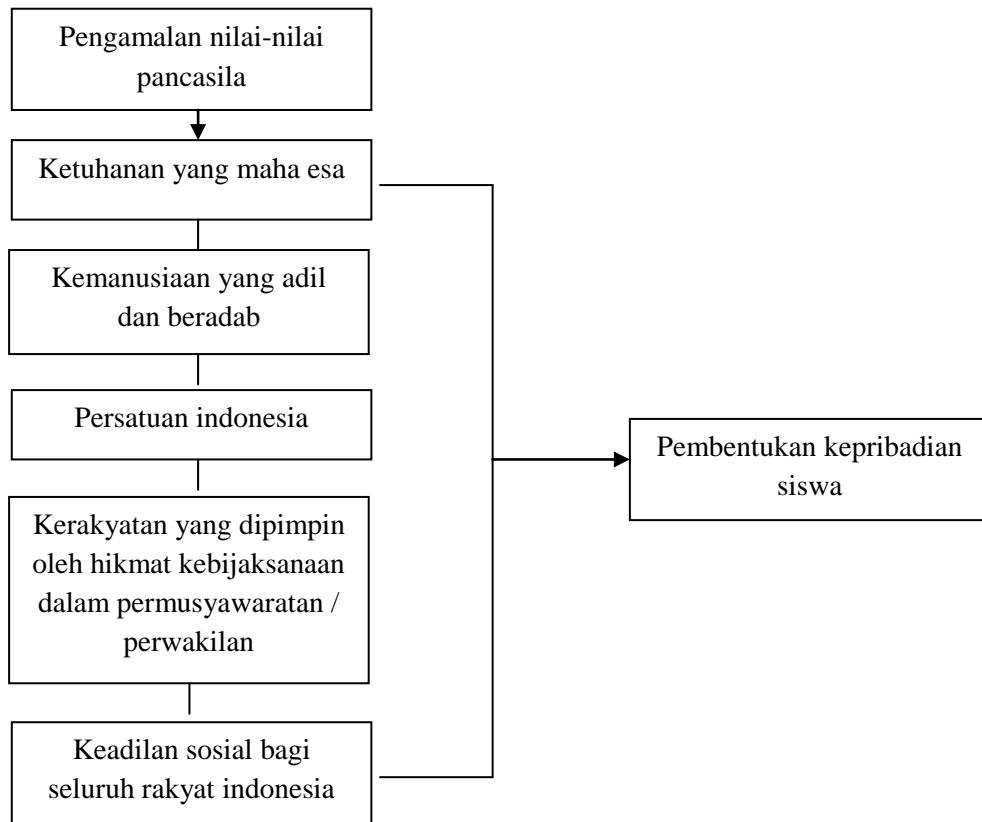 Pengamalan nilai-nilai
pancasila
Ketuhanan yang maha esa
Kemanusiaan yang adil
dan beradab
Persatuan indonesia
Kerakyatan yang dipimpin
oleh hikmat kebijaksanaan
dalam permusyawaratan /
perwakilan
Keadilan sosial bagi
seluruh rakyat indonesia
Pembentukan kepribadian
siswa